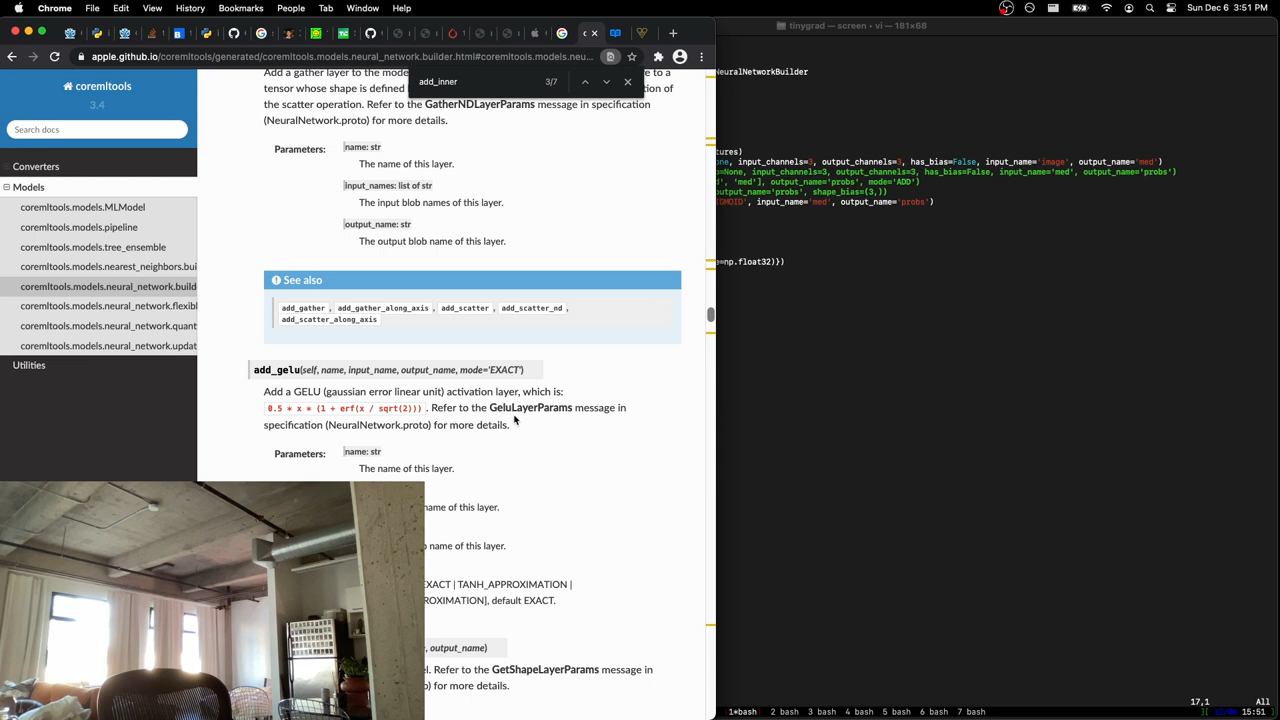 Chrome File Edit View History Bookmarks People Tab Window Help
Sun Dec 6 3:51 PM
tinygrad — screen • vi — 181×68
apple.github.io/coremltools/generated/coremltools.models.neural_network.builder.html#coremltools.models.neu...
add_inner 3/7
coremltools
3.4
Search docs
Converters
Models
coremltools.models.MLModel
coremltools.models.pipeline
coremltools.models.tree_ensemble
coremltools.models.nearest_neighbors.bui
coremltools.models.neural_network.build
coremltools.models.neural_network.flexibl
coremltools.models.neural_network.quant
coremltools.models.neural_network.updat
Utilities
Add a gather layer to the mode
re to a
tensor whose shape is defined
ion of
the scatter operation. Refer to the GatherNDLayerParams message in specification
(NeuralNetwork.proto) for more details.
Parameters: name: str
The name of this layer.
input_names: list of str
The input blob names of this layer.
output_name: str
The output blob name of this layer.
See also
add_gather, add_gather_along_axis, add_scatter, add_scatter_nd,
add_scatter_along_axis
add_gelu(self, name, input_name, output_name, mode='EXACT')
Add a GELU (gaussian error linear unit) activation layer, which is:
0.5 * x * (1 + erf(x / sqrt(2))). Refer to the GeluLayerParams message in
specification (NeuralNetwork.proto) for more details.
Parameters: name: str
The name of this layer.
name of this layer.
name of this layer.
EXACT | TANH_APPROXIMATION |
ROXIMATION], default EXACT.
, output_name)
el. Refer to the GetShapeLayerParams message in
) for more details.
NeuralNetworkBuilder
tures)
one, input_channels=3, output_channels=3, has_bias=False, input_name='image', output_name='med')
=None, input_channels=3, output_channels=3, has_bias=False, input_name='med', output_name='probs')
', 'med'], output_name='probs', mode='ADD')
output_name='probs', shape_bias=(3,))
IGMOID', input_name='med', output_name='probs')
e=np.float32)})
17,1 All
1*bash 2 bash 3 bash 4 bash 5 bash 6 bash 7 bash
12/06 15:51